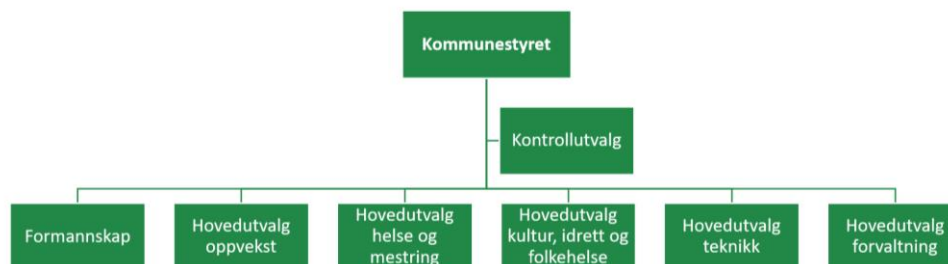 Kommunestyret
Kontrollutvalg
Formannskap
Hovedutvalg
oppvekst
Hovedutvalg
helse og
mestring
Hovedutvalg
kultur, idrett og
folkehelse
Hovedutvalg
teknikk
Hovedutvalg
forvaltning